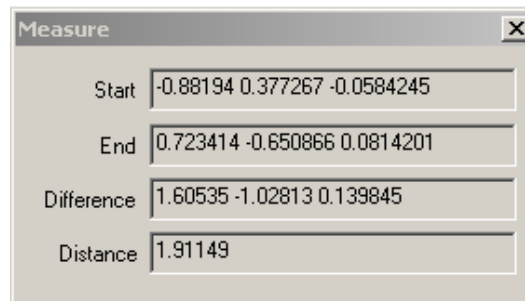 Measure
Start -0.88194 0.377267 -0.0584245
End 0.723414 -0.650866 0.0814201
Difference 1.60535 -1.02813 0.139845
Distance 1.91149